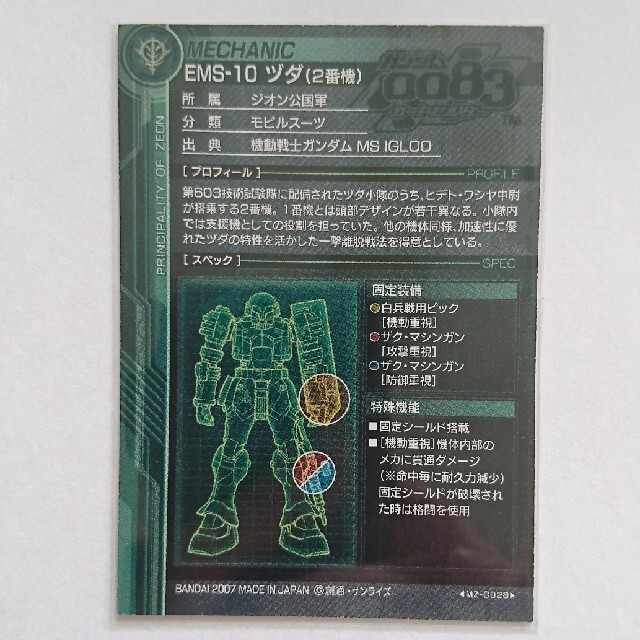 MECHANIC
EMS-10 ヅダ(2番機)
ガンダム
0083
カードビルダー
TM
所 属 ジオン公国軍
分 類 モビルスーツ
出 典 機動戦士ガンダム MS IGLOO
PRINCIPALITY OF ZEON
[プロフィール] PROFILE
第603技術試験隊に配備されたヅダ小隊のうち、ヒデト・ワシヤ中尉
が搭乗する2番機。1番機とは頭部デザインが若干異なる。小隊内
では支援機としての役割を担っていた。他の機体同様、加速性に優
れたヅダの特性を活かした一撃離脱戦法を得意としている。
[スペック] SPEC
固定装備
白兵戦用ピック
[機動重視]
ザク・マシンガン
[攻撃重視]
ザク・マシンガン
[防御重視]
特殊機能
■固定シールド搭載
■[機動重視]機体内部の
メカに貫通ダメージ
(※命中毎に耐久力減少)
固定シールドが破壊され
た時は格闘を使用
BANDAI 2007 MADE IN JAPAN ©創通・サンライズ
◀MZ-0028▶